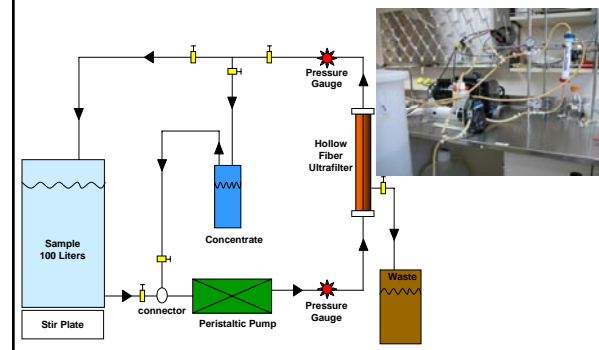 Pressure
Gauge
Hollow
Fiber
Ultrafilter
Sample
100 Liters
Concentrate
Waste
connector
Peristaltic Pump
Pressure
Gauge
Stir Plate